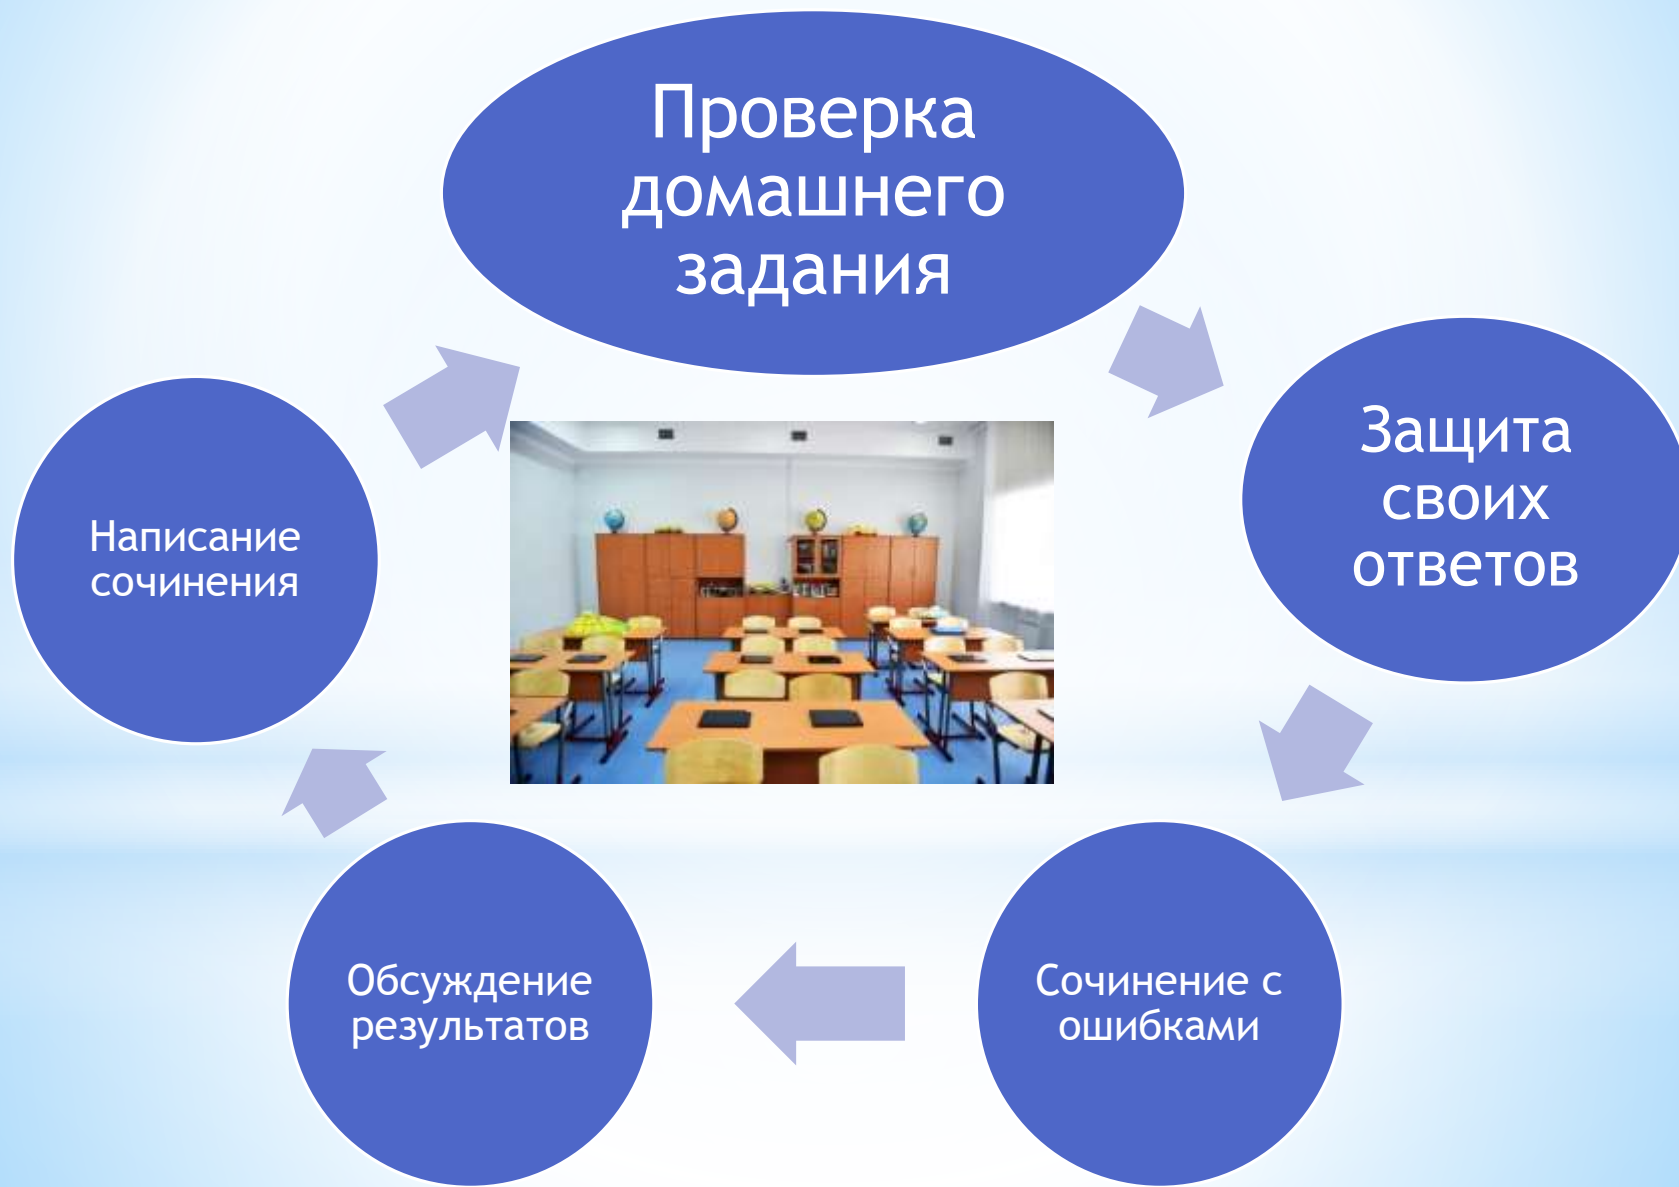 Проверка
домашнего
задания
Защита
своих
ответов
Сочинение с
ошибками
Обсуждение
результатов
Написание
сочинения